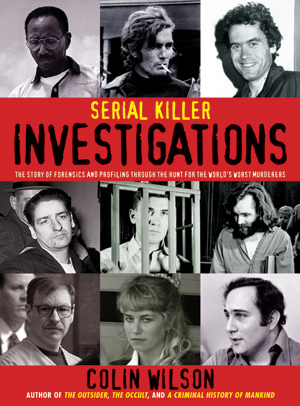 SERIAL KILLER
INVESTIGATIONS
THE STORY OF FORENSICS AND PROFILING THROUGH THE HUNT FOR THE WORLD'S WORST MURDERERS
COLIN WILSON
AUTHOR OF THE OUTSIDER, THE OCCULT, AND A CRIMINAL HISTORY OF MANKIND